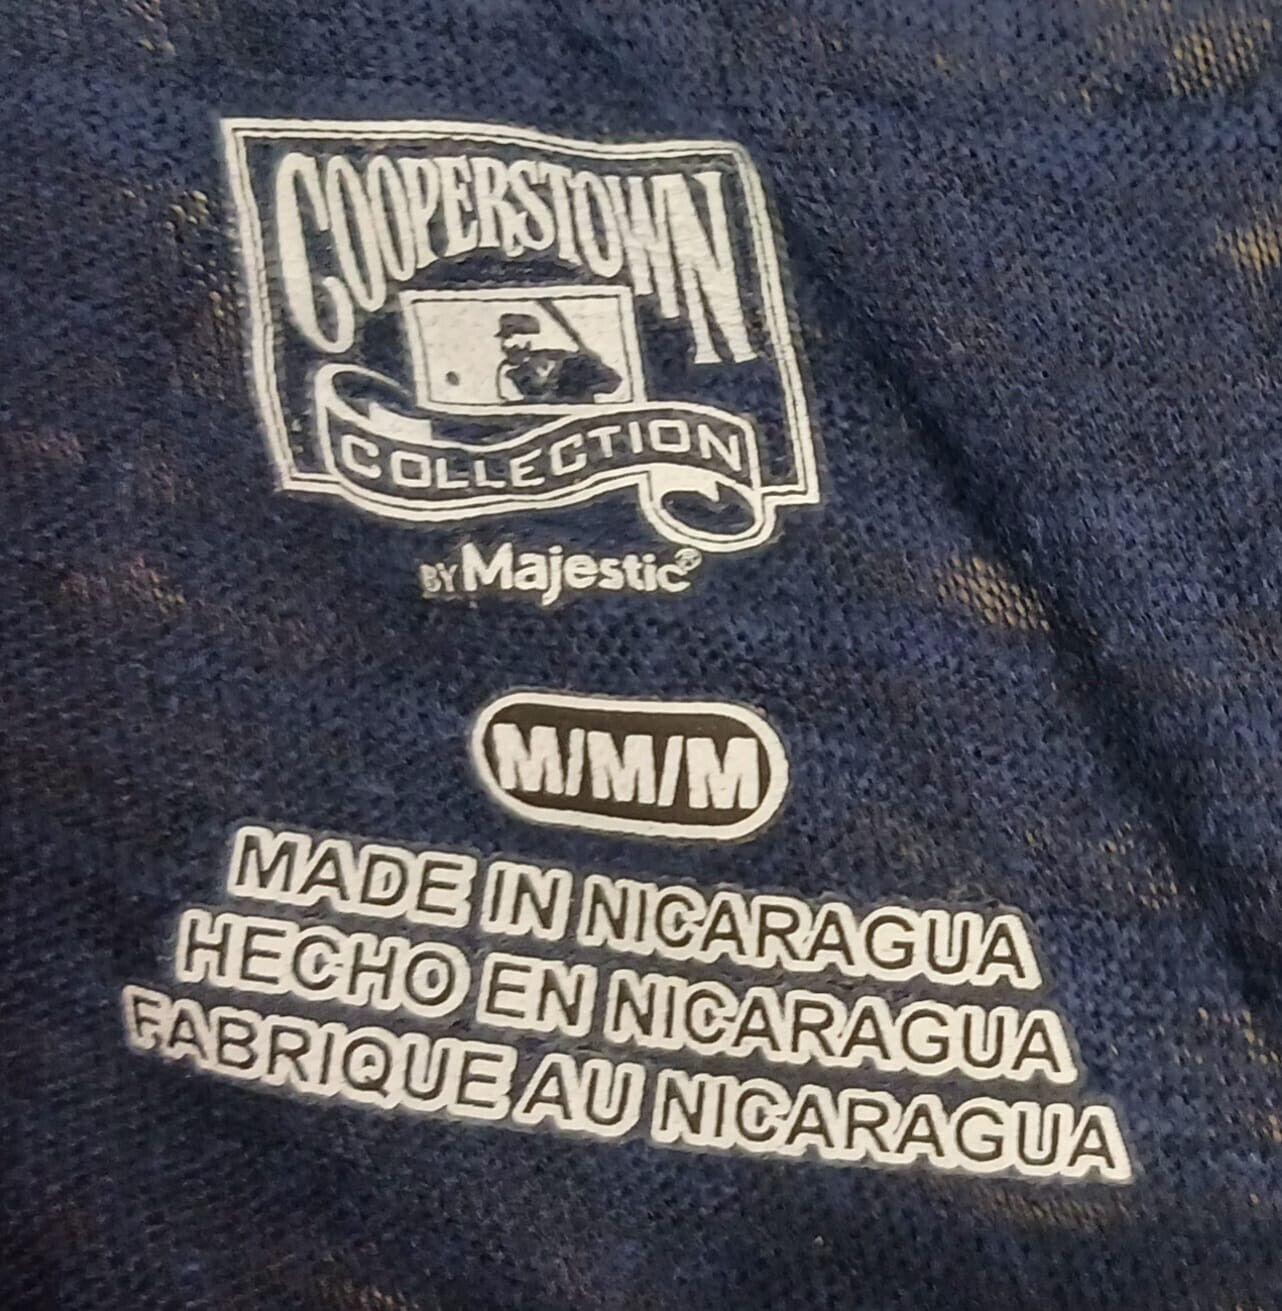 COOPERSTOWN
COLLECTION
BY Majestic®
M/M/M
MADE IN NICARAGUA
HECHO EN NICARAGUA
FABRIQUE AU NICARAGUA